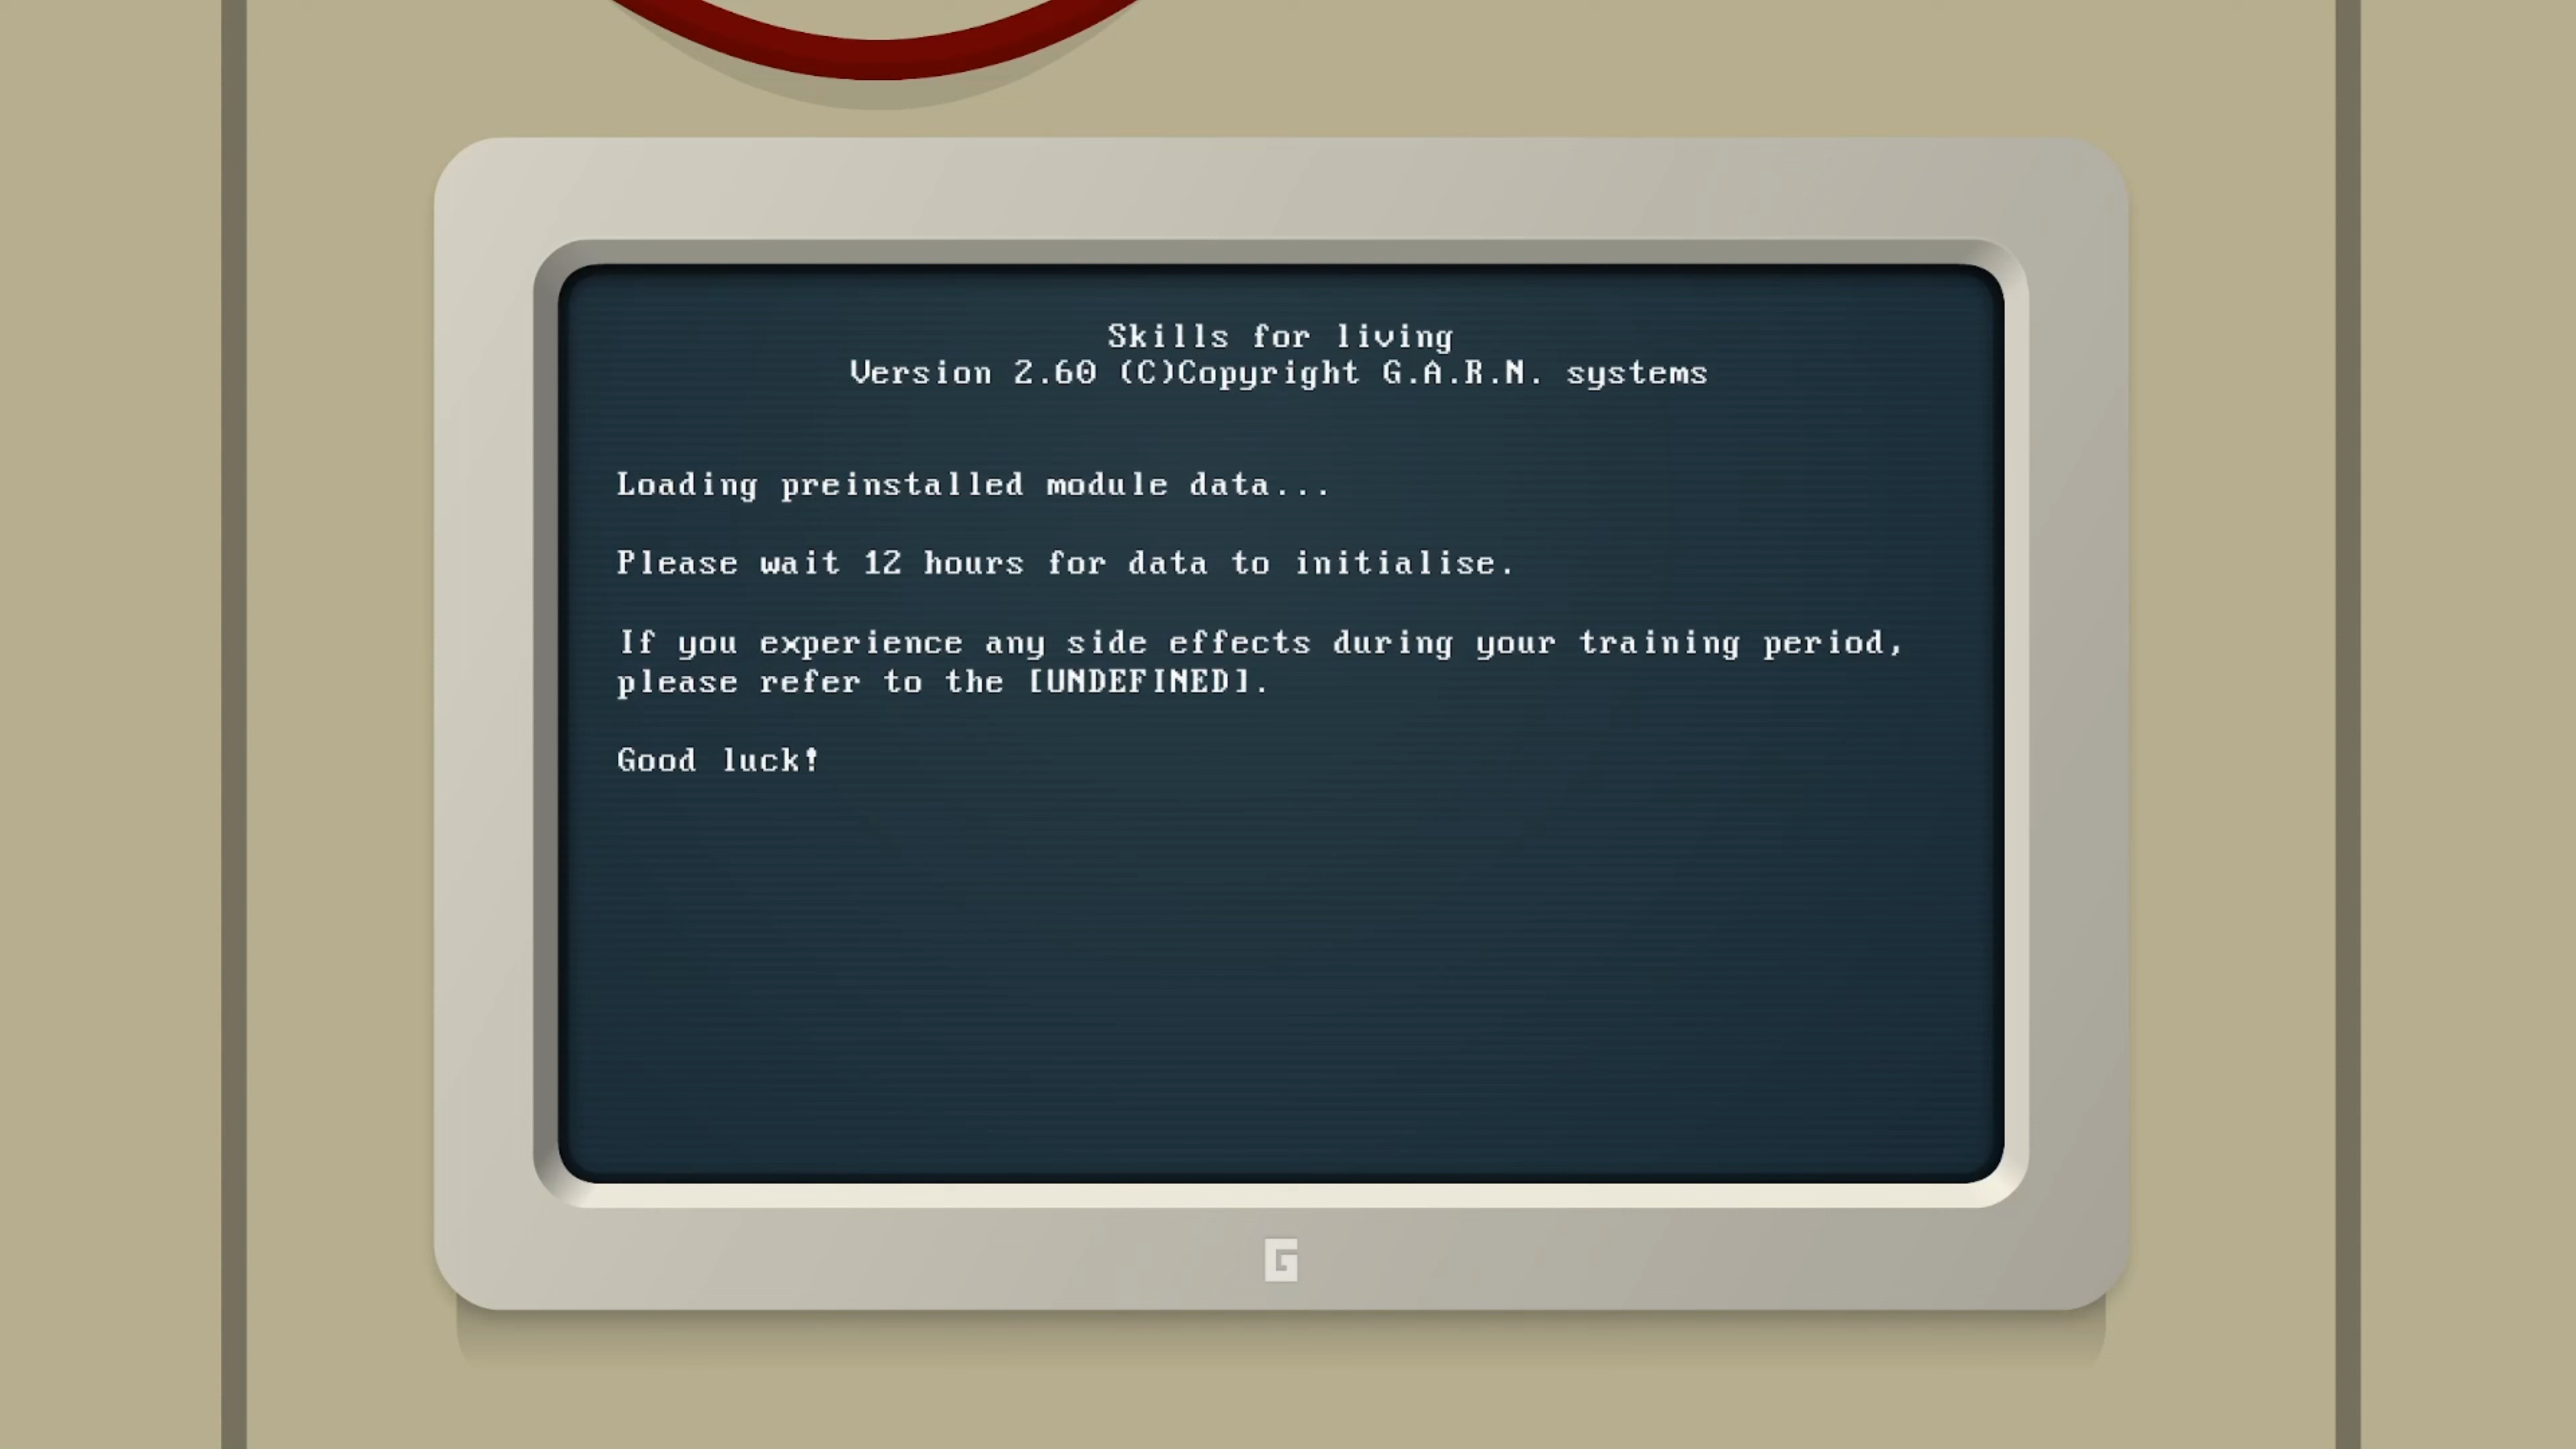 Skills for living
Version 2.60 (C)Copyright G.A.R.N. systems
Loading preinstalled module data...
Please wait 12 hours for data to initialise.
If you experience any side effects during your training period,
please refer to the [UNDEFINED].
Good luck!
G